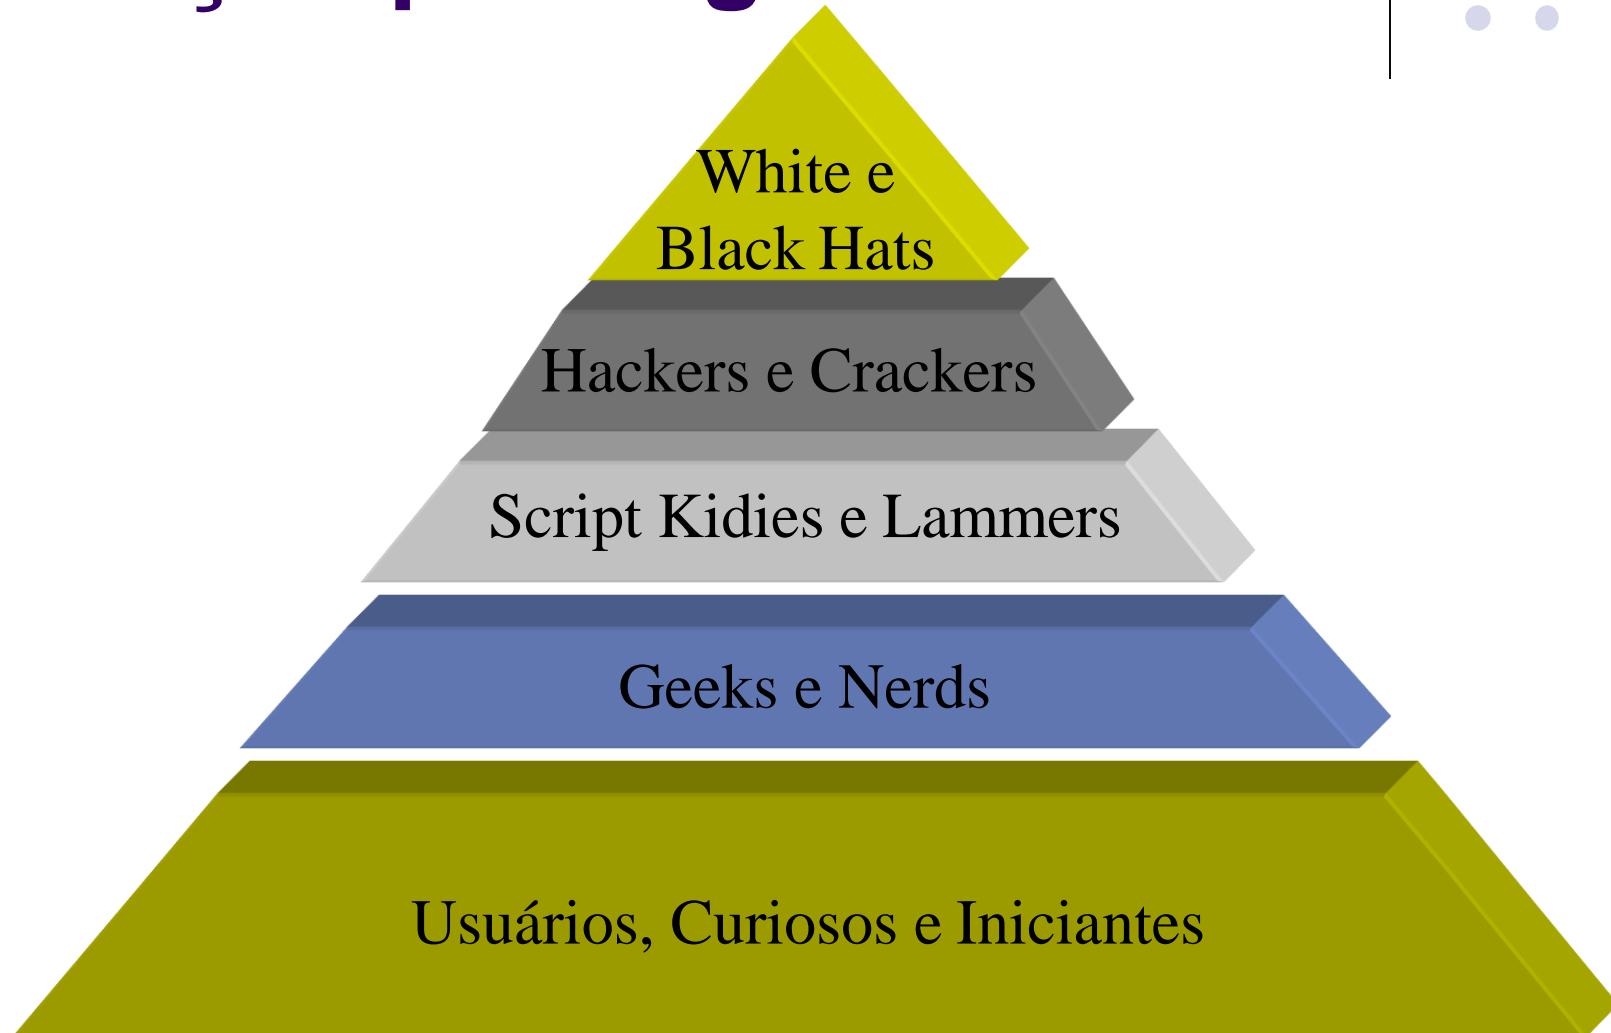 White e
Black Hats
Hackers e Crackers
Script Kidies e Lammers
Geeks e Nerds
Usuários, Curiosos e Iniciantes